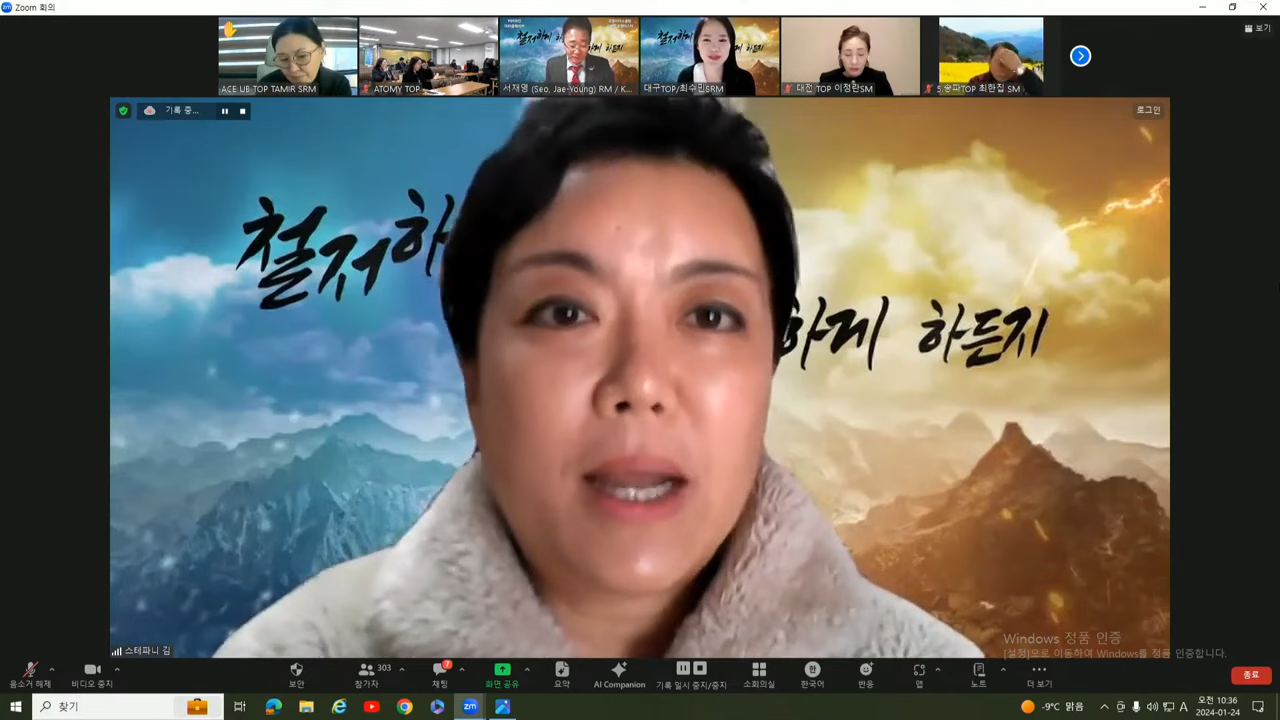 Zoom 회의
보기
ACE UB TOP TAMIR SRM
ATOMY TOP
서재영 (Seo, Jae-Young) RM / K...
대구TOP/최수민SRM
대전 TOP 이정란SM
송파TOP 최한집 SM
기록 중...
로그인
철저하
하게 하든지
스테파니 김
Windows 정품 인증
[설정]으로 이동하여 Windows를 정품 인증합니다.
음소거 해제
비디오 중지
보안
참가자
303
채팅
7
화면 공유
요약
AI Companion
기록 일시 중지/중지
소회의실
한국어
반응
앱
노트
더 보기
종료
찾기
zm
-9°C 맑음
A
오전 10:36
2024-01-24